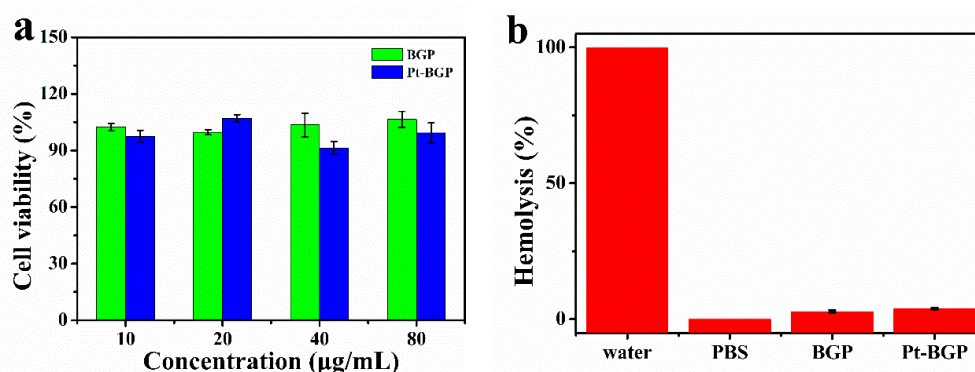 a
Cell viability (%)
150
120
90
60
30
0
BGP
Pt-BGP
10 20 40 80
Concentration (μg/mL)
b
Hemolysis (%)
100
50
0
water PBS BGP Pt-BGP